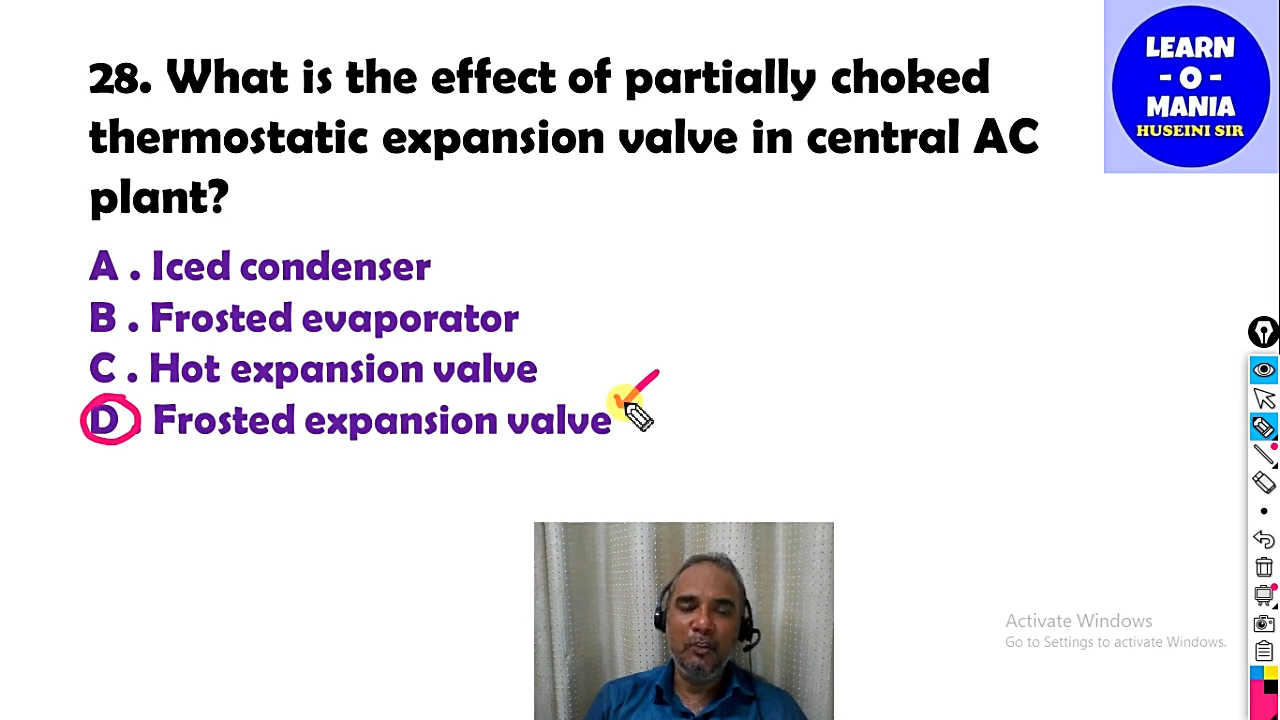 LEARN
- O -
MANIA
HUSEINI SIR
28. What is the effect of partially choked
thermostatic expansion valve in central AC
plant?
A . Iced condenser
B . Frosted evaporator
C . Hot expansion valve
D . Frosted expansion valve
Activate Windows
Go to Settings to activate Windows.